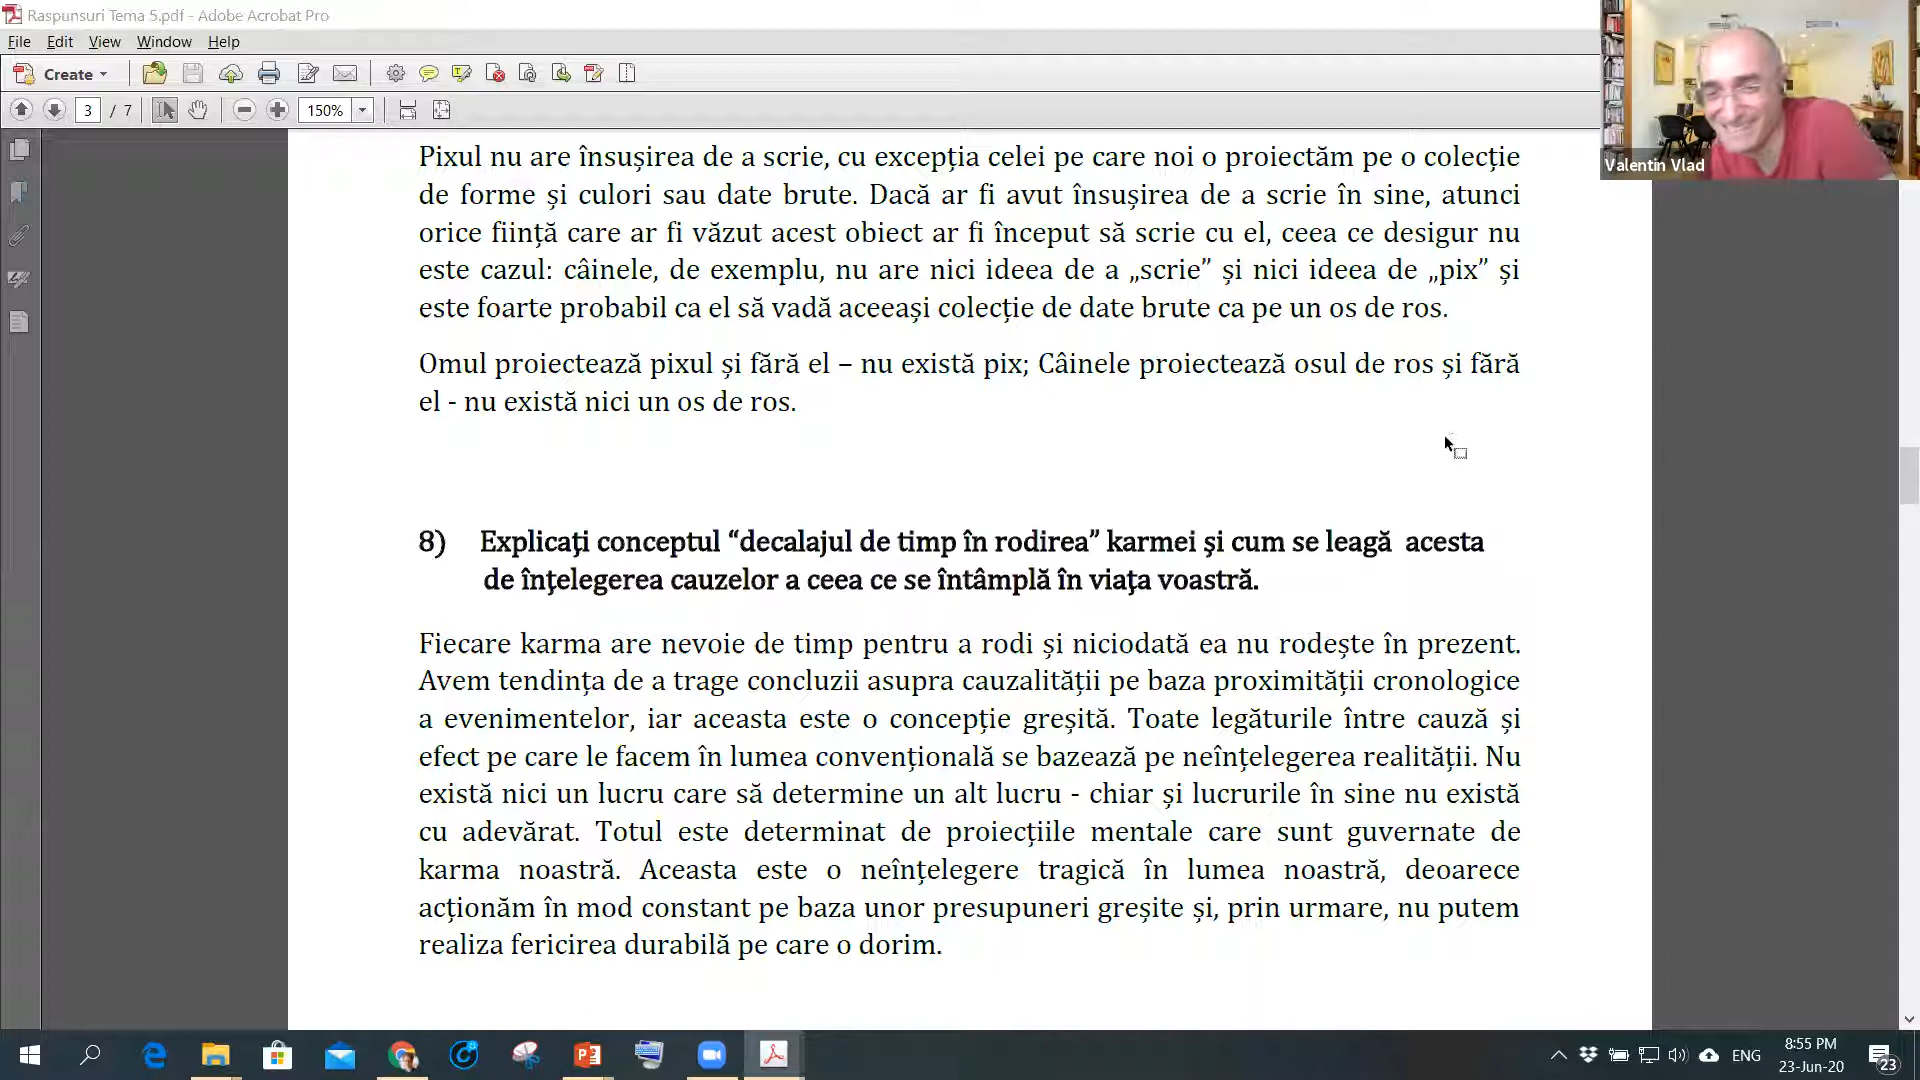 Raspunsuri Tema 5.pdf - Adobe Acrobat Pro
File Edit View Window Help
Create
3 / 7 150%
Valentin Vlad
Pixul nu are însușirea de a scrie, cu excepția celei pe care noi o proiectăm pe o colecție
de forme și culori sau date brute. Dacă ar fi avut însușirea de a scrie în sine, atunci
orice ființă care ar fi văzut acest obiect ar fi început să scrie cu el, ceea ce desigur nu
este cazul: câinele, de exemplu, nu are nici ideea de a „scrie” și nici ideea de „pix” și
este foarte probabil ca el să vadă aceeași colecție de date brute ca pe un os de ros.
Omul proiectează pixul și fără el – nu există pix; Câinele proiectează osul de ros și fără
el - nu există nici un os de ros.
8) Explicaţi conceptul “decalajul de timp în rodirea” karmei şi cum se leagă acesta
de înţelegerea cauzelor a ceea ce se întâmplă în viaţa voastră.
Fiecare karma are nevoie de timp pentru a rodi și niciodată ea nu rodește în prezent.
Avem tendința de a trage concluzii asupra cauzalității pe baza proximității cronologice
a evenimentelor, iar aceasta este o concepție greșită. Toate legăturile între cauză și
efect pe care le facem în lumea convențională se bazează pe neînțelegerea realității. Nu
există nici un lucru care să determine un alt lucru - chiar și lucrurile în sine nu există
cu adevărat. Totul este determinat de proiecțiile mentale care sunt guvernate de
karma noastră. Aceasta este o neînțelegere tragică în lumea noastră, deoarece
acționăm în mod constant pe baza unor presupuneri greșite și, prin urmare, nu putem
realiza fericirea durabilă pe care o dorim.
ENG
8:55 PM
23-Jun-20
23